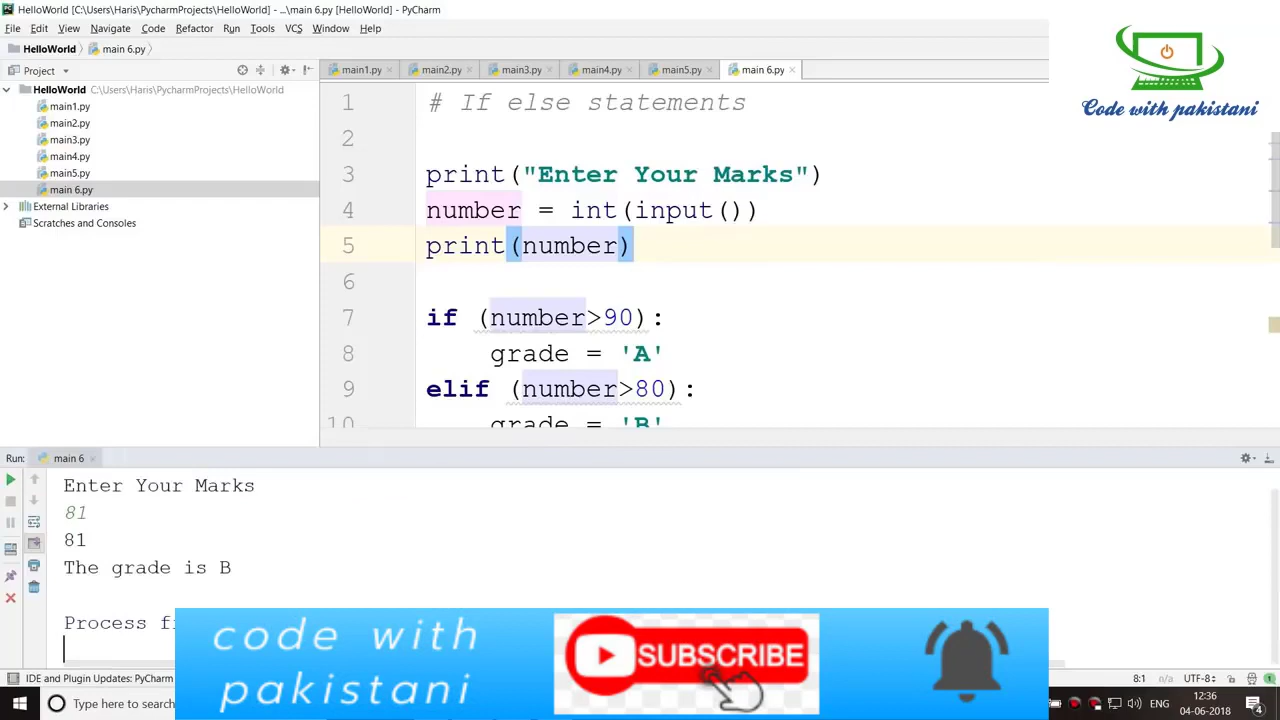 HelloWorld [C:\Users\Haris\PycharmProjects\HelloWorld] - ...\main 6.py [HelloWorld] - PyCharm
File Edit View Navigate Code Refactor Run Tools VCS Window Help
HelloWorld main 6.py
Project
main1.py main2.py main3.py main4.py main5.py main 6.py
HelloWorld C:\Users\Haris\PycharmProjects\HelloWorld
main1.py
main2.py
main3.py
main4.py
main5.py
main 6.py
External Libraries
Scratches and Consoles
Code with pakistani
1 # If else statements
2
3 print("Enter Your Marks")
4 number = int(input())
5 print(number)
6
7 if (number>90):
8 grade = 'A'
9 elif (number>80):
10 grade = 'B'
Run: main 6
Enter Your Marks
81
81
The grade is B
Process f
code with
pakistani
SUBSCRIBE
IDE and Plugin Updates: PyCharm
8:1 n/a UTF-8
Type here to search
12:36
04-06-2018
4